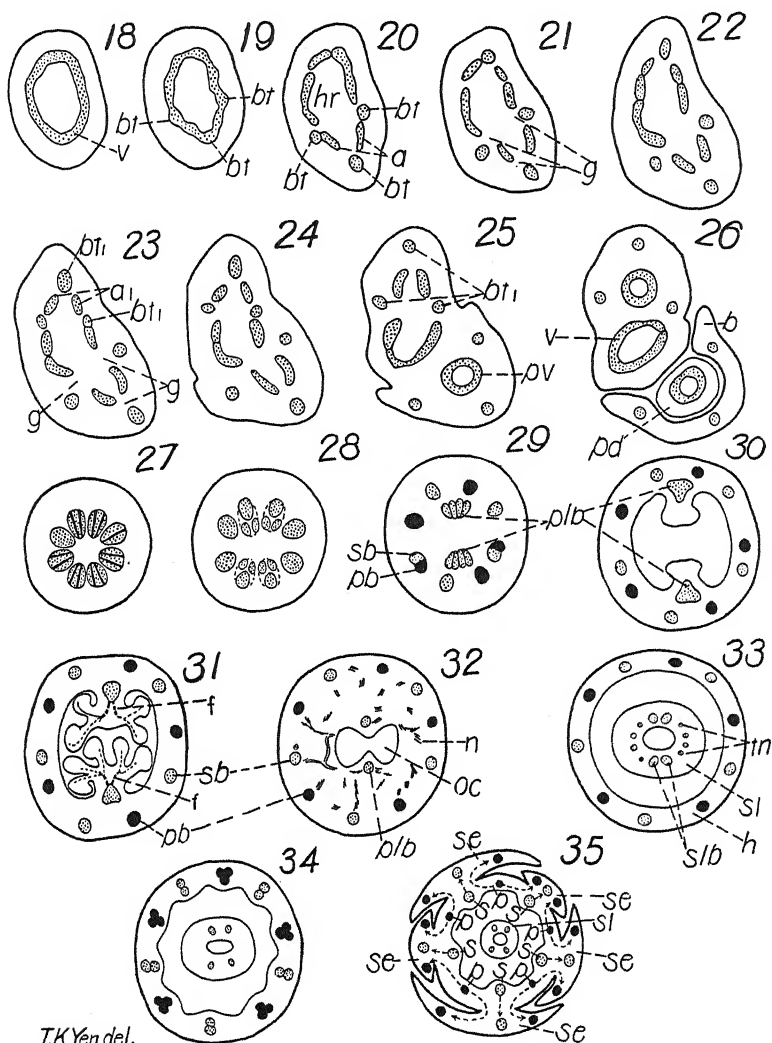 18 19 20 21 22
bt bt hr bt
v bt bt a bt g
23 24 25 26
bt1 a1 bt1 bt1 v b
g g pv pd
27 28 29 30
plb
sb
pb
31 32 33
f n tn
sb oc sl
f
pb plb slb h
34 35
se
se se
p p s s p s sl p
se s s se
p s p
se
T.K.Yen del.